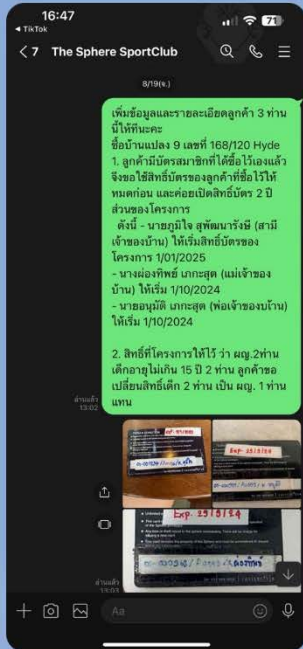 16:47
71
◀ TikTok
7 The Sphere SportClub
8/19(จ.)
เพิ่มข้อมูลและรายละเอียดลูกค้า 3 ท่าน
นี้ให้ทีนะคะ
ซื้อบ้านแปลง 9 เลขที่ 168/120 Hyde
1. ลูกค้ามีบัตรสมาชิกที่ได้ซื้อไว้เองแล้ว
จึงขอใช้สิทธิ์บัตรของลูกค้าที่ซื้อไว้ให้
หมดก่อน และค่อยเปิดสิทธิ์บัตร 2 ปี
ส่วนของโครงการ
ดังนี้ - นายภูมิใจ สุพัฒนารังษี (สามี
เจ้าของบ้าน) ให้เริ่มสิทธิ์บัตรของ
โครงการ 1/01/2025
- นางผ่องทิพย์ เภกะสุต (แม่เจ้าของ
บ้าน) ให้เริ่ม 1/10/2024
- นายอนุมัติ เภกะสุต (พ่อเจ้าของบ้าน)
ให้เริ่ม 1/10/2024
2. สิทธิ์ที่โครงการให้ไว้ ว่า ผญ.2ท่าน
เด็กอายุไม่เกิน 15 ปี 2 ท่าน ลูกค้าขอ
เปลี่ยนสิทธิ์เด็ก 2 ท่าน เป็น ผญ. 1 ท่าน
แทน
อ่านแล้ว
13:02
Exp. 25/9/24
Exp. 25/9/24
อ่านแล้ว
13:03
Aa